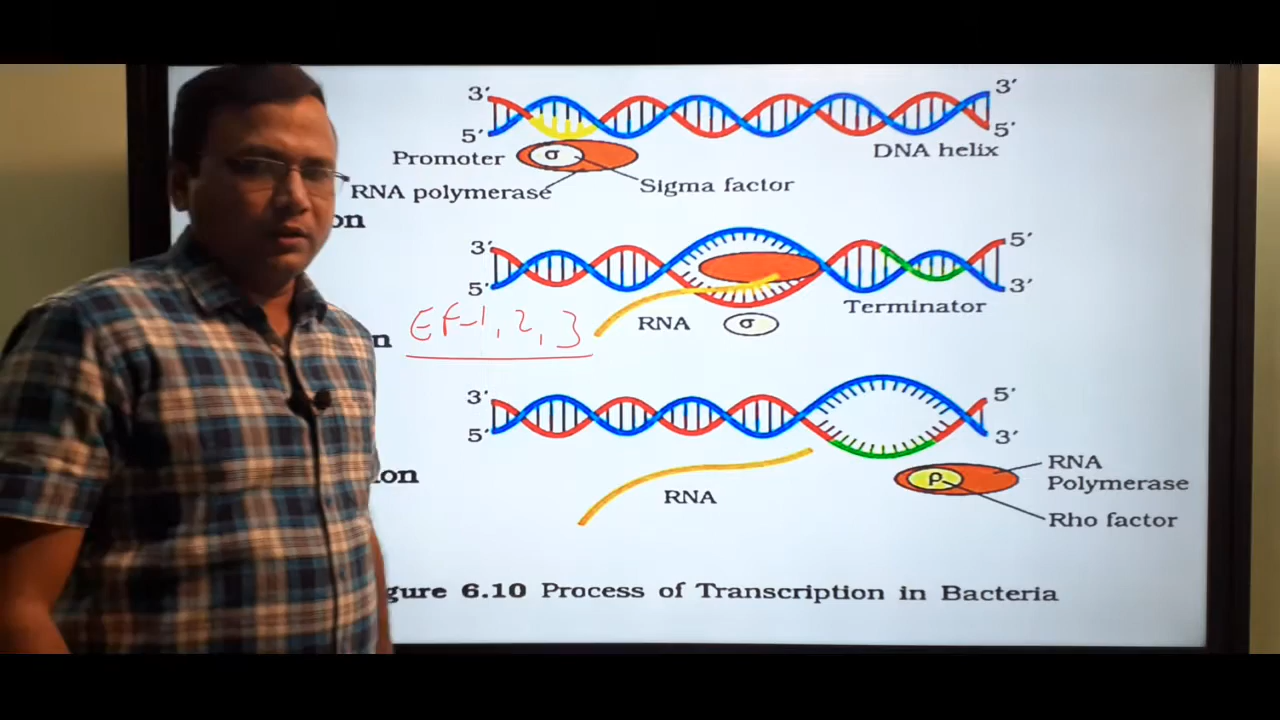 3′ 3′
5′ 5′
Promoter σ DNA helix
RNA polymerase Sigma factor
on
3′ 5′
5′ 3′
Terminator
RNA σ
n EF-1, 2, 3
3′ 5′
5′ 3′
on RNA
Polymerase
ρ
RNA
Rho factor
gure 6.10 Process of Transcription in Bacteria